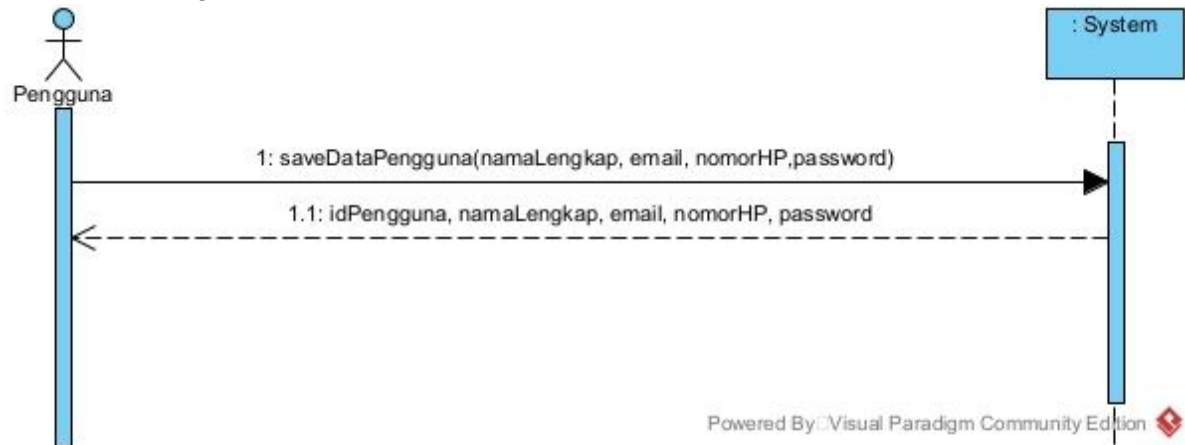 : System
Pengguna
1: saveDataPengguna(namaLengkap, email, nomorHP,password)
1.1: idPengguna, namaLengkap, email, nomorHP, password
Powered By Visual Paradigm Community Edition